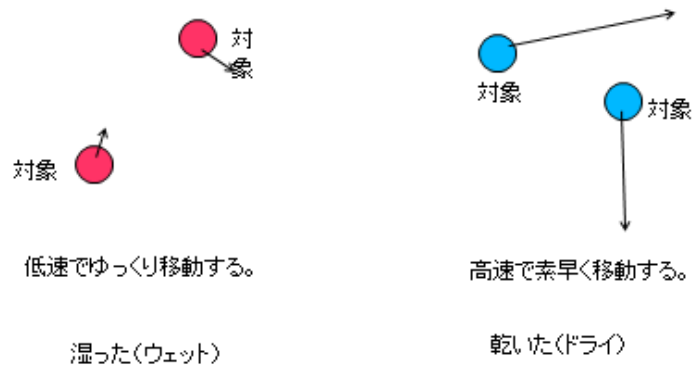 対
象
対象
低速でゆっくり移動する。
湿った(ウェット)
対象
対象
高速で素早く移動する。
乾いた(ドライ)